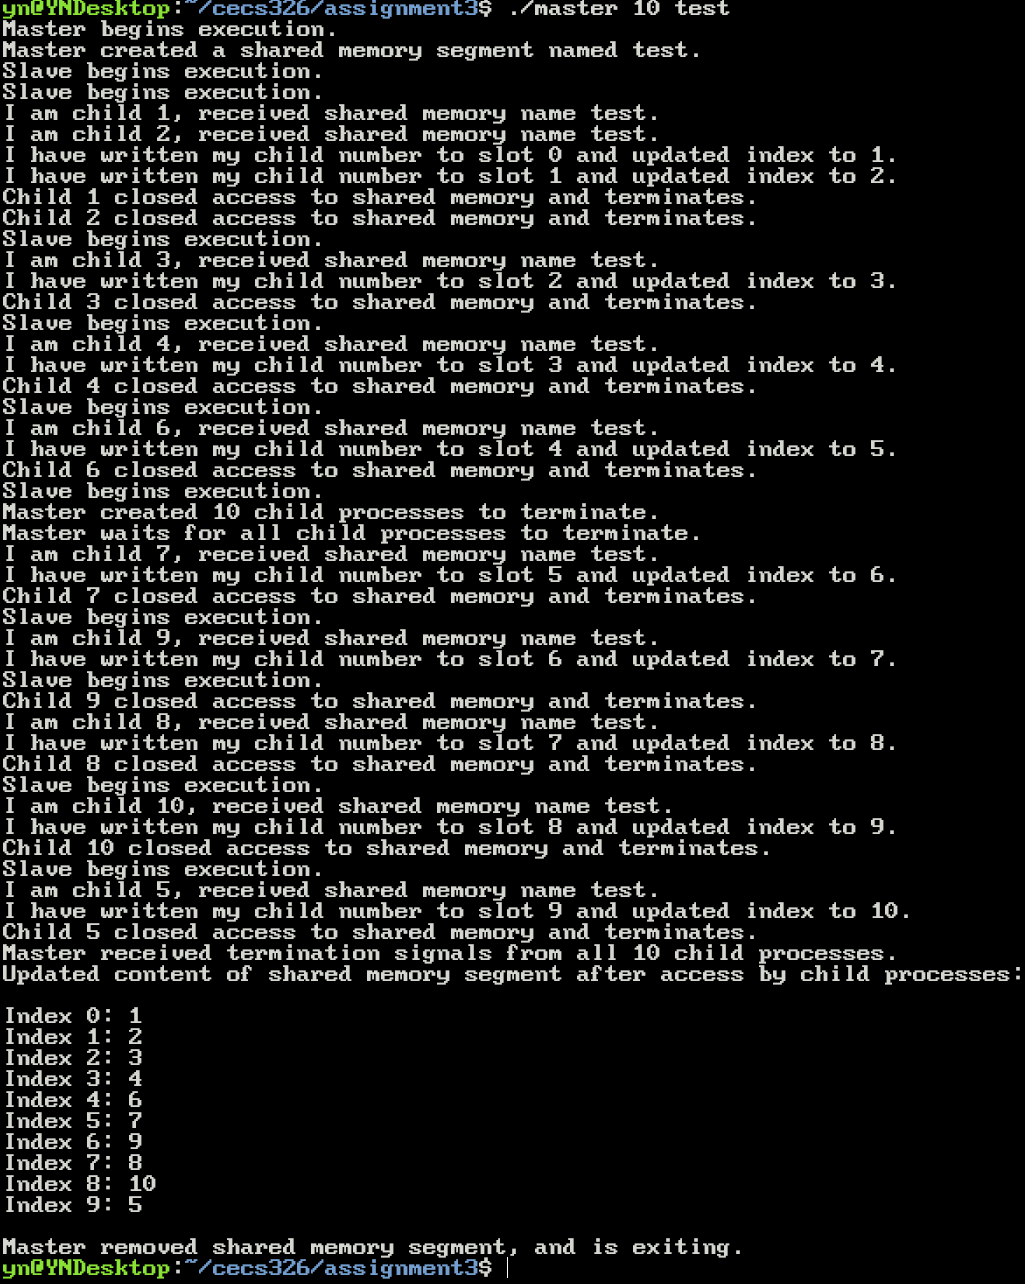 yn@YNDesktop:~/cecs326/assignment3$ ./master 10 test
Master begins execution.
Master created a shared memory segment named test.
Slave begins execution.
Slave begins execution.
I am child 1, received shared memory name test.
I am child 2, received shared memory name test.
I have written my child number to slot 0 and updated index to 1.
I have written my child number to slot 1 and updated index to 2.
Child 1 closed access to shared memory and terminates.
Child 2 closed access to shared memory and terminates.
Slave begins execution.
I am child 3, received shared memory name test.
I have written my child number to slot 2 and updated index to 3.
Child 3 closed access to shared memory and terminates.
Slave begins execution.
I am child 4, received shared memory name test.
I have written my child number to slot 3 and updated index to 4.
Child 4 closed access to shared memory and terminates.
Slave begins execution.
I am child 6, received shared memory name test.
I have written my child number to slot 4 and updated index to 5.
Child 6 closed access to shared memory and terminates.
Slave begins execution.
Master created 10 child processes to terminate.
Master waits for all child processes to terminate.
I am child 7, received shared memory name test.
I have written my child number to slot 5 and updated index to 6.
Child 7 closed access to shared memory and terminates.
Slave begins execution.
I am child 9, received shared memory name test.
I have written my child number to slot 6 and updated index to 7.
Slave begins execution.
Child 9 closed access to shared memory and terminates.
I am child 8, received shared memory name test.
I have written my child number to slot 7 and updated index to 8.
Child 8 closed access to shared memory and terminates.
Slave begins execution.
I am child 10, received shared memory name test.
I have written my child number to slot 8 and updated index to 9.
Child 10 closed access to shared memory and terminates.
Slave begins execution.
I am child 5, received shared memory name test.
I have written my child number to slot 9 and updated index to 10.
Child 5 closed access to shared memory and terminates.
Master received termination signals from all 10 child processes.
Updated content of shared memory segment after access by child processes:
Index 0: 1
Index 1: 2
Index 2: 3
Index 3: 4
Index 4: 6
Index 5: 7
Index 6: 9
Index 7: 8
Index 8: 10
Index 9: 5
Master removed shared memory segment, and is exiting.
yn@YNDesktop:~/cecs326/assignment3$